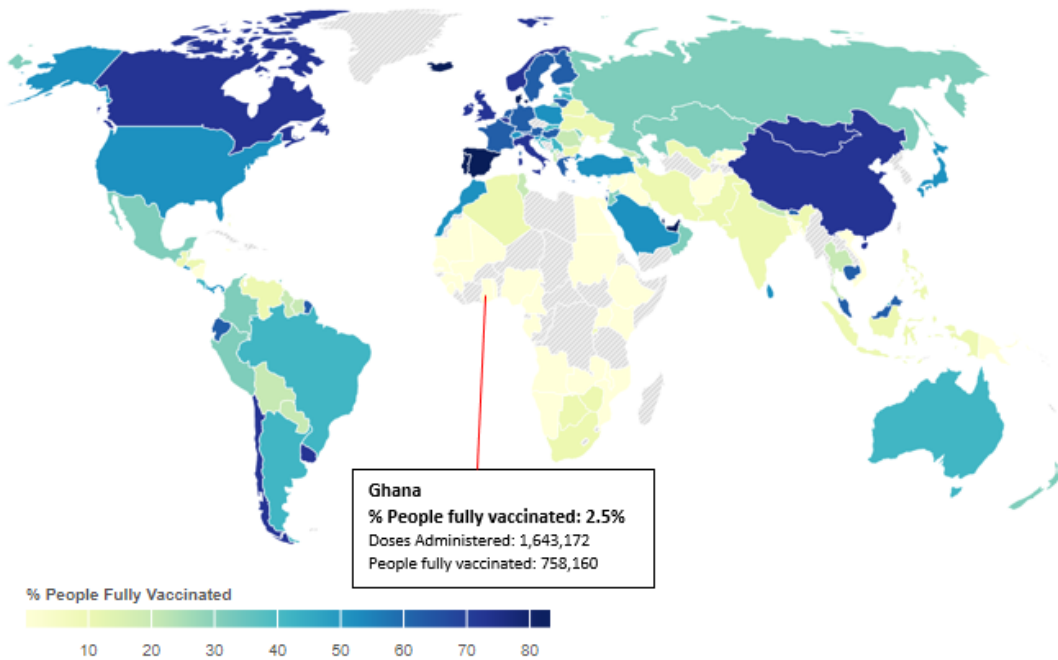 Ghana
% People fully vaccinated: 2.5%
Doses Administered: 1,643,172
People fully vaccinated: 758,160
% People Fully Vaccinated
10 20 30 40 50 60 70 80